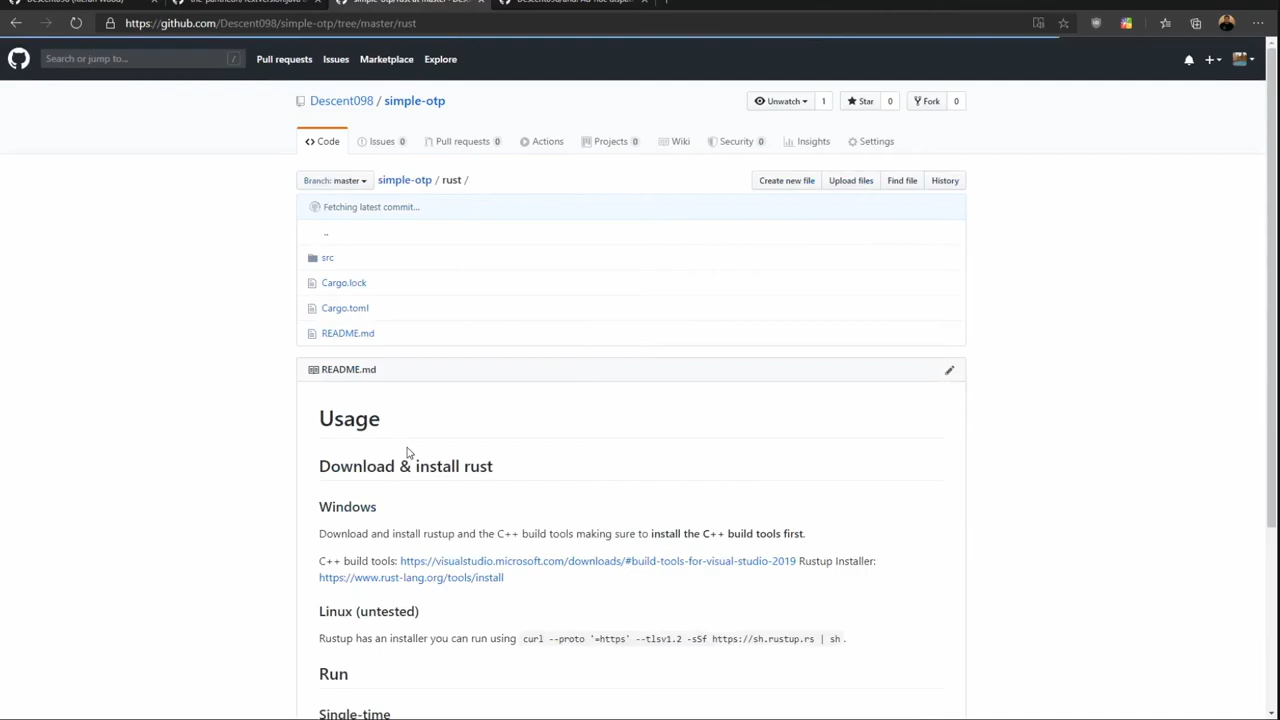 simple-otp/rust at master · Desc
https://github.com/Descent098/simple-otp/tree/master/rust
Search or jump to... /
Pull requests Issues Marketplace Explore
Descent098 / simple-otp
Unwatch 1 Star 0 Fork 0
Code Issues 0 Pull requests 0 Actions Projects 0 Wiki Security 0 Insights Settings
Branch: master simple-otp / rust /
Create new file Upload files Find file History
Fetching latest commit...
..
src
Cargo.lock
Cargo.toml
README.md
README.md
Usage
Download & install rust
Windows
Download and install rustup and the C++ build tools making sure to install the C++ build tools first.
C++ build tools: https://visualstudio.microsoft.com/downloads/#build-tools-for-visual-studio-2019 Rustup Installer:
https://www.rust-lang.org/tools/install
Linux (untested)
Rustup has an installer you can run using curl --proto '=https' --tlsv1.2 -sSf https://sh.rustup.rs | sh .
Run
Single-time